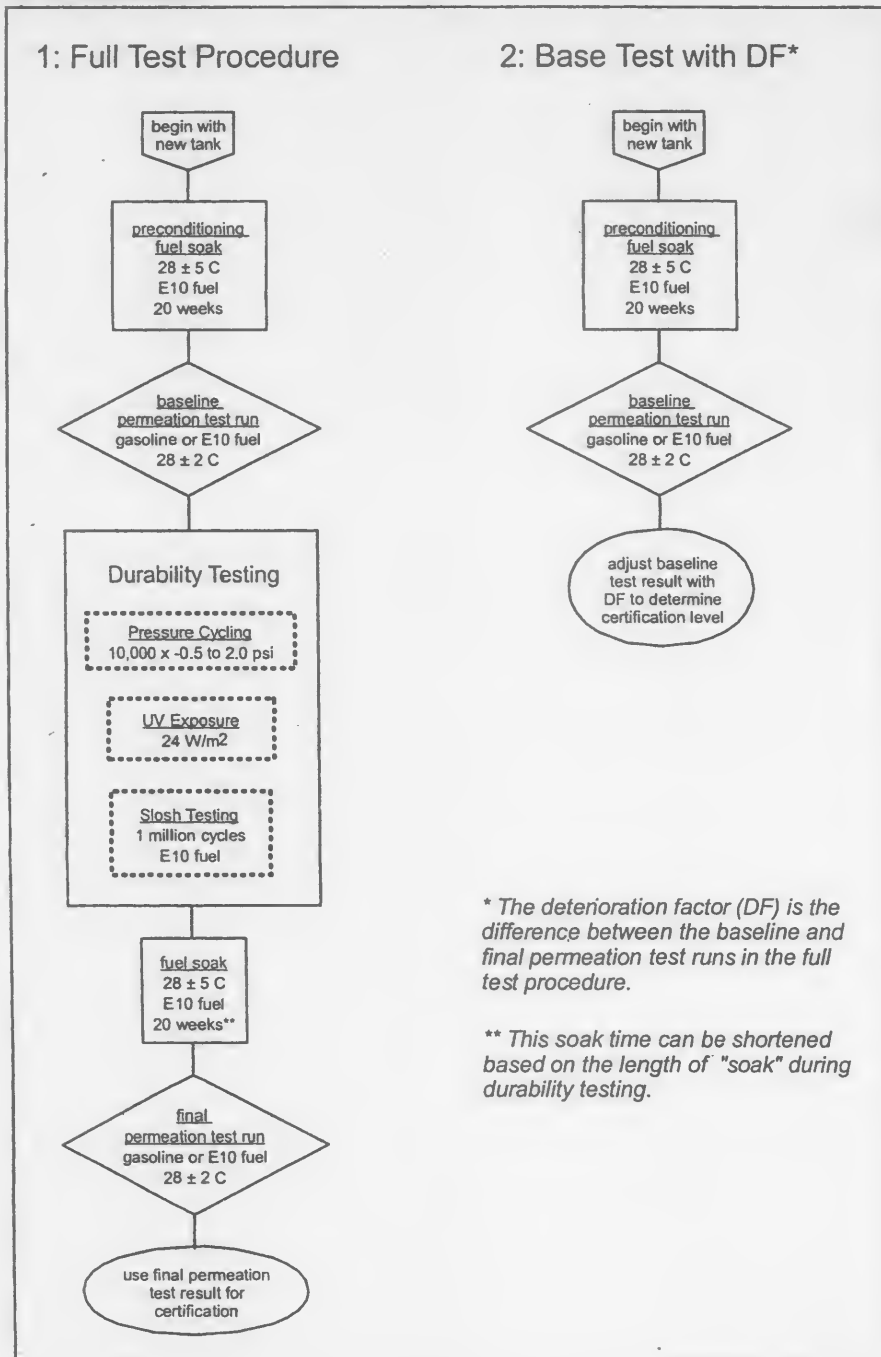 1: Full Test Procedure
begin with
new tank
preconditioning
fuel soak
28 ± 5 C
E10 fuel
20 weeks
baseline
permeation test run
gasoline or E10 fuel
28 ± 2 C
Durability Testing
Pressure Cycling
10,000 x -0.5 to 2.0 psi
UV Exposure
24 W/m2
Slosh Testing
1 million cycles
E10 fuel
fuel soak
28 ± 5 C
E10 fuel
20 weeks**
final
permeation test run
gasoline or E10 fuel
28 ± 2 C
use final permeation
test result for
certification
2: Base Test with DF*
begin with
new tank
preconditioning
fuel soak
28 ± 5 C
E10 fuel
20 weeks
baseline
permeation test run
gasoline or E10 fuel
28 ± 2 C
adjust baseline
test result with
DF to determine
certification level
* The deterioration factor (DF) is the
difference between the baseline and
final permeation test runs in the full
test procedure.
** This soak time can be shortened
based on the length of "soak" during
durability testing.